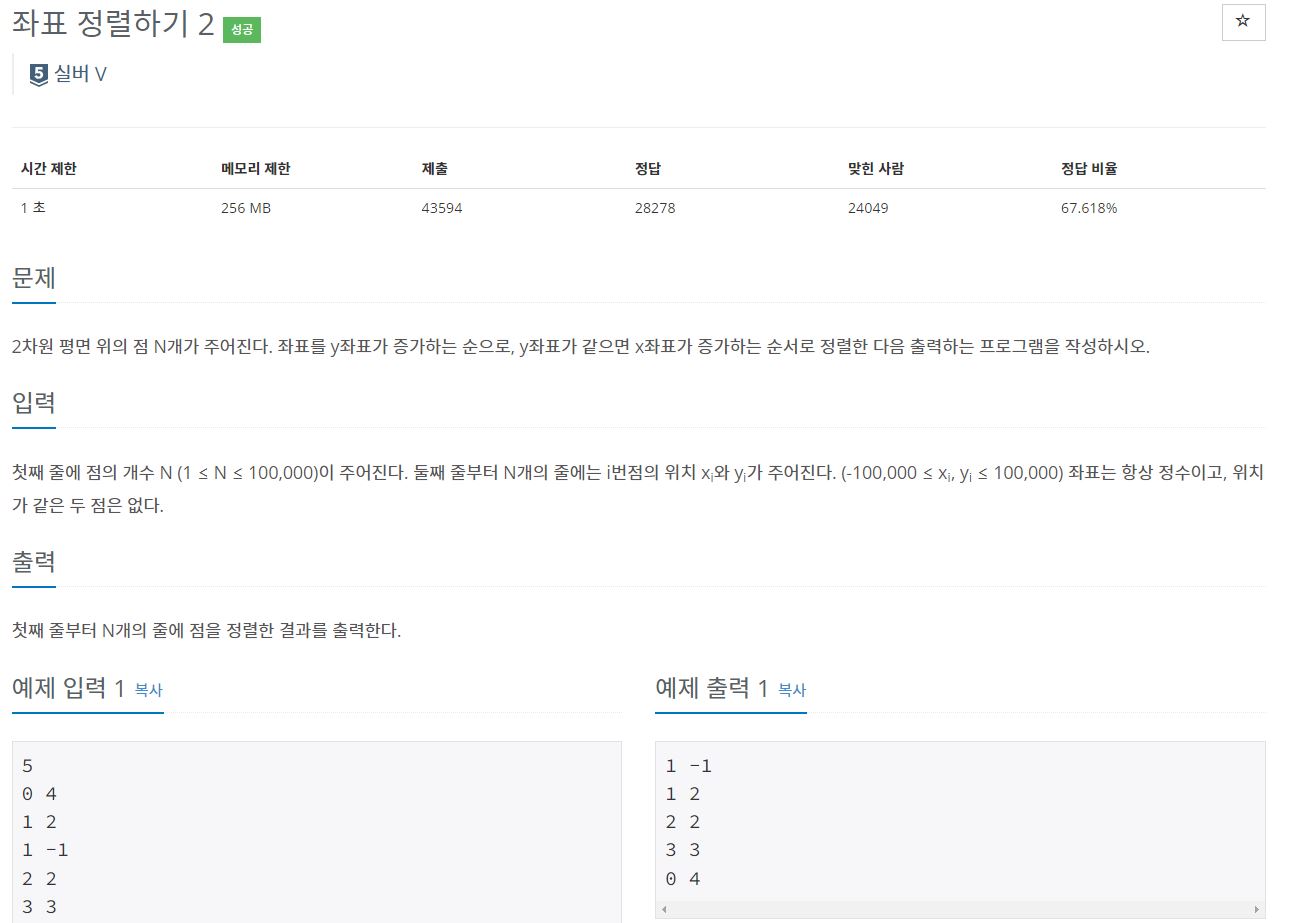 좌표 정렬하기 2 성공
☆
5 실버 V
시간 제한 메모리 제한 제출 정답 맞힌 사람 정답 비율
1 초 256 MB 43594 28278 24049 67.618%
문제
2차원 평면 위의 점 N개가 주어진다. 좌표를 y좌표가 증가하는 순으로, y좌표가 같으면 x좌표가 증가하는 순서로 정렬한 다음 출력하는 프로그램을 작성하시오.
입력
첫째 줄에 점의 개수 N (1 ≤ N ≤ 100,000)이 주어진다. 둘째 줄부터 N개의 줄에는 i번점의 위치 xi와 yi가 주어진다. (-100,000 ≤ xi, yi ≤ 100,000) 좌표는 항상 정수이고, 위치
가 같은 두 점은 없다.
출력
첫째 줄부터 N개의 줄에 점을 정렬한 결과를 출력한다.
예제 입력 1 복사
5
0 4
1 2
1 -1
2 2
3 3
예제 출력 1 복사
1 -1
1 2
2 2
3 3
0 4